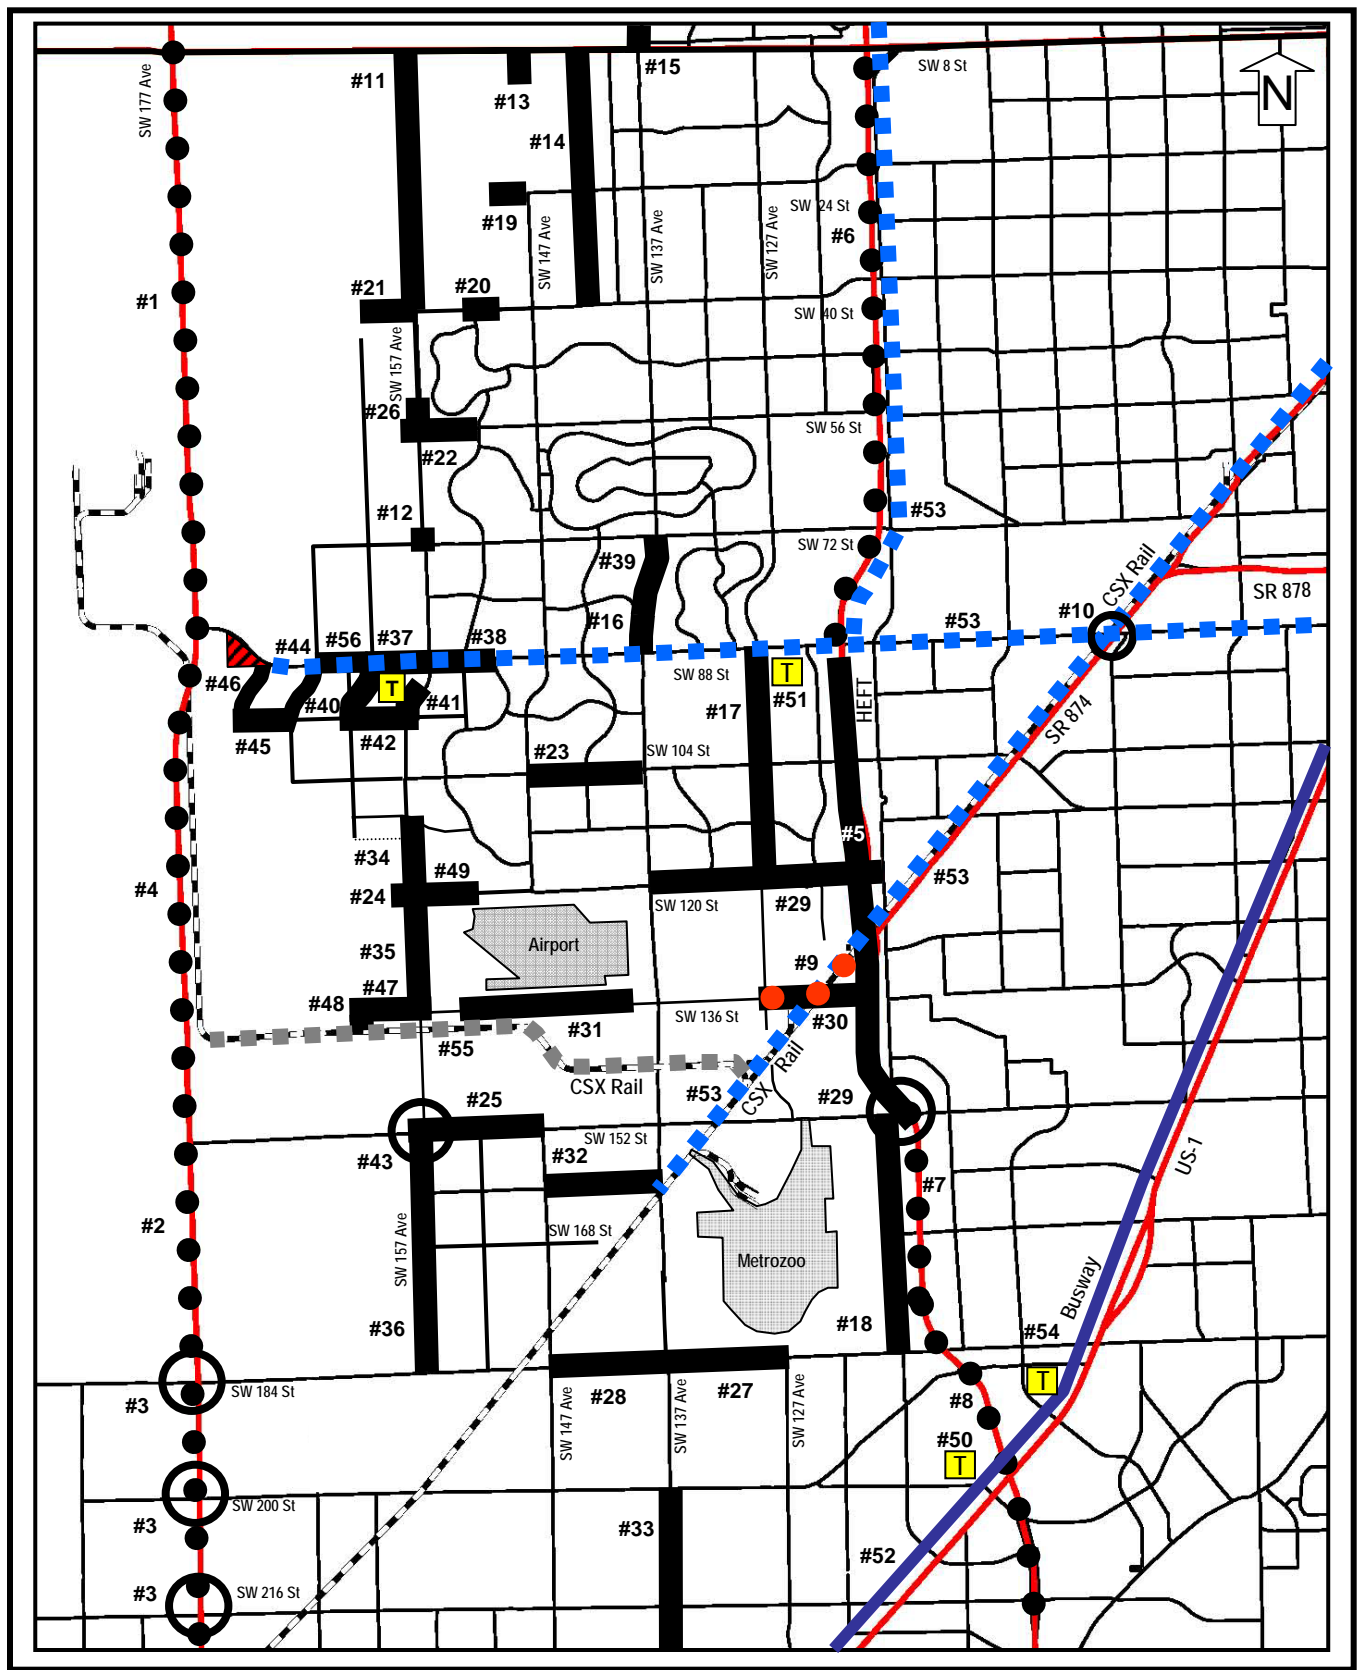 SW 177 Ave
#11
#13
#15
SW 8 St
N
#14
#19
SW 147 Ave
SW 137 Ave
SW 127 Ave
SW 24 St
#6
#1
#21
#20
SW 40 St
SW 157 Ave
#26
#22
SW 56 St
#12
#53
SW 72 St
#39
CSX Rail
SR 878
#16
#10
#53
#44
#56
#37
#38
#46
T
SW 88 St
T
#51
#40
#41
#17
HEFT
SR 874
#45
#42
#23
SW 104 St
#5
#34
#49
#53
#4
#24
SW 120 St
#29
#35
Airport
#9
#47
#48
#31
SW 136 St
#30
#55
CSX Rail
CSX Rail
#53
#29
#25
SW 152 St
#43
#32
US-1
#7
#2
SW 168 St
SW 157 Ave
Metrozoo
Busway
#36
#18
#54
SW 184 St
#3
#28
#27
T
SW 147 Ave
SW 137 Ave
SW 127 Ave
#8
#50
T
SW 200 St
#3
#33
#52
#3
SW 216 St